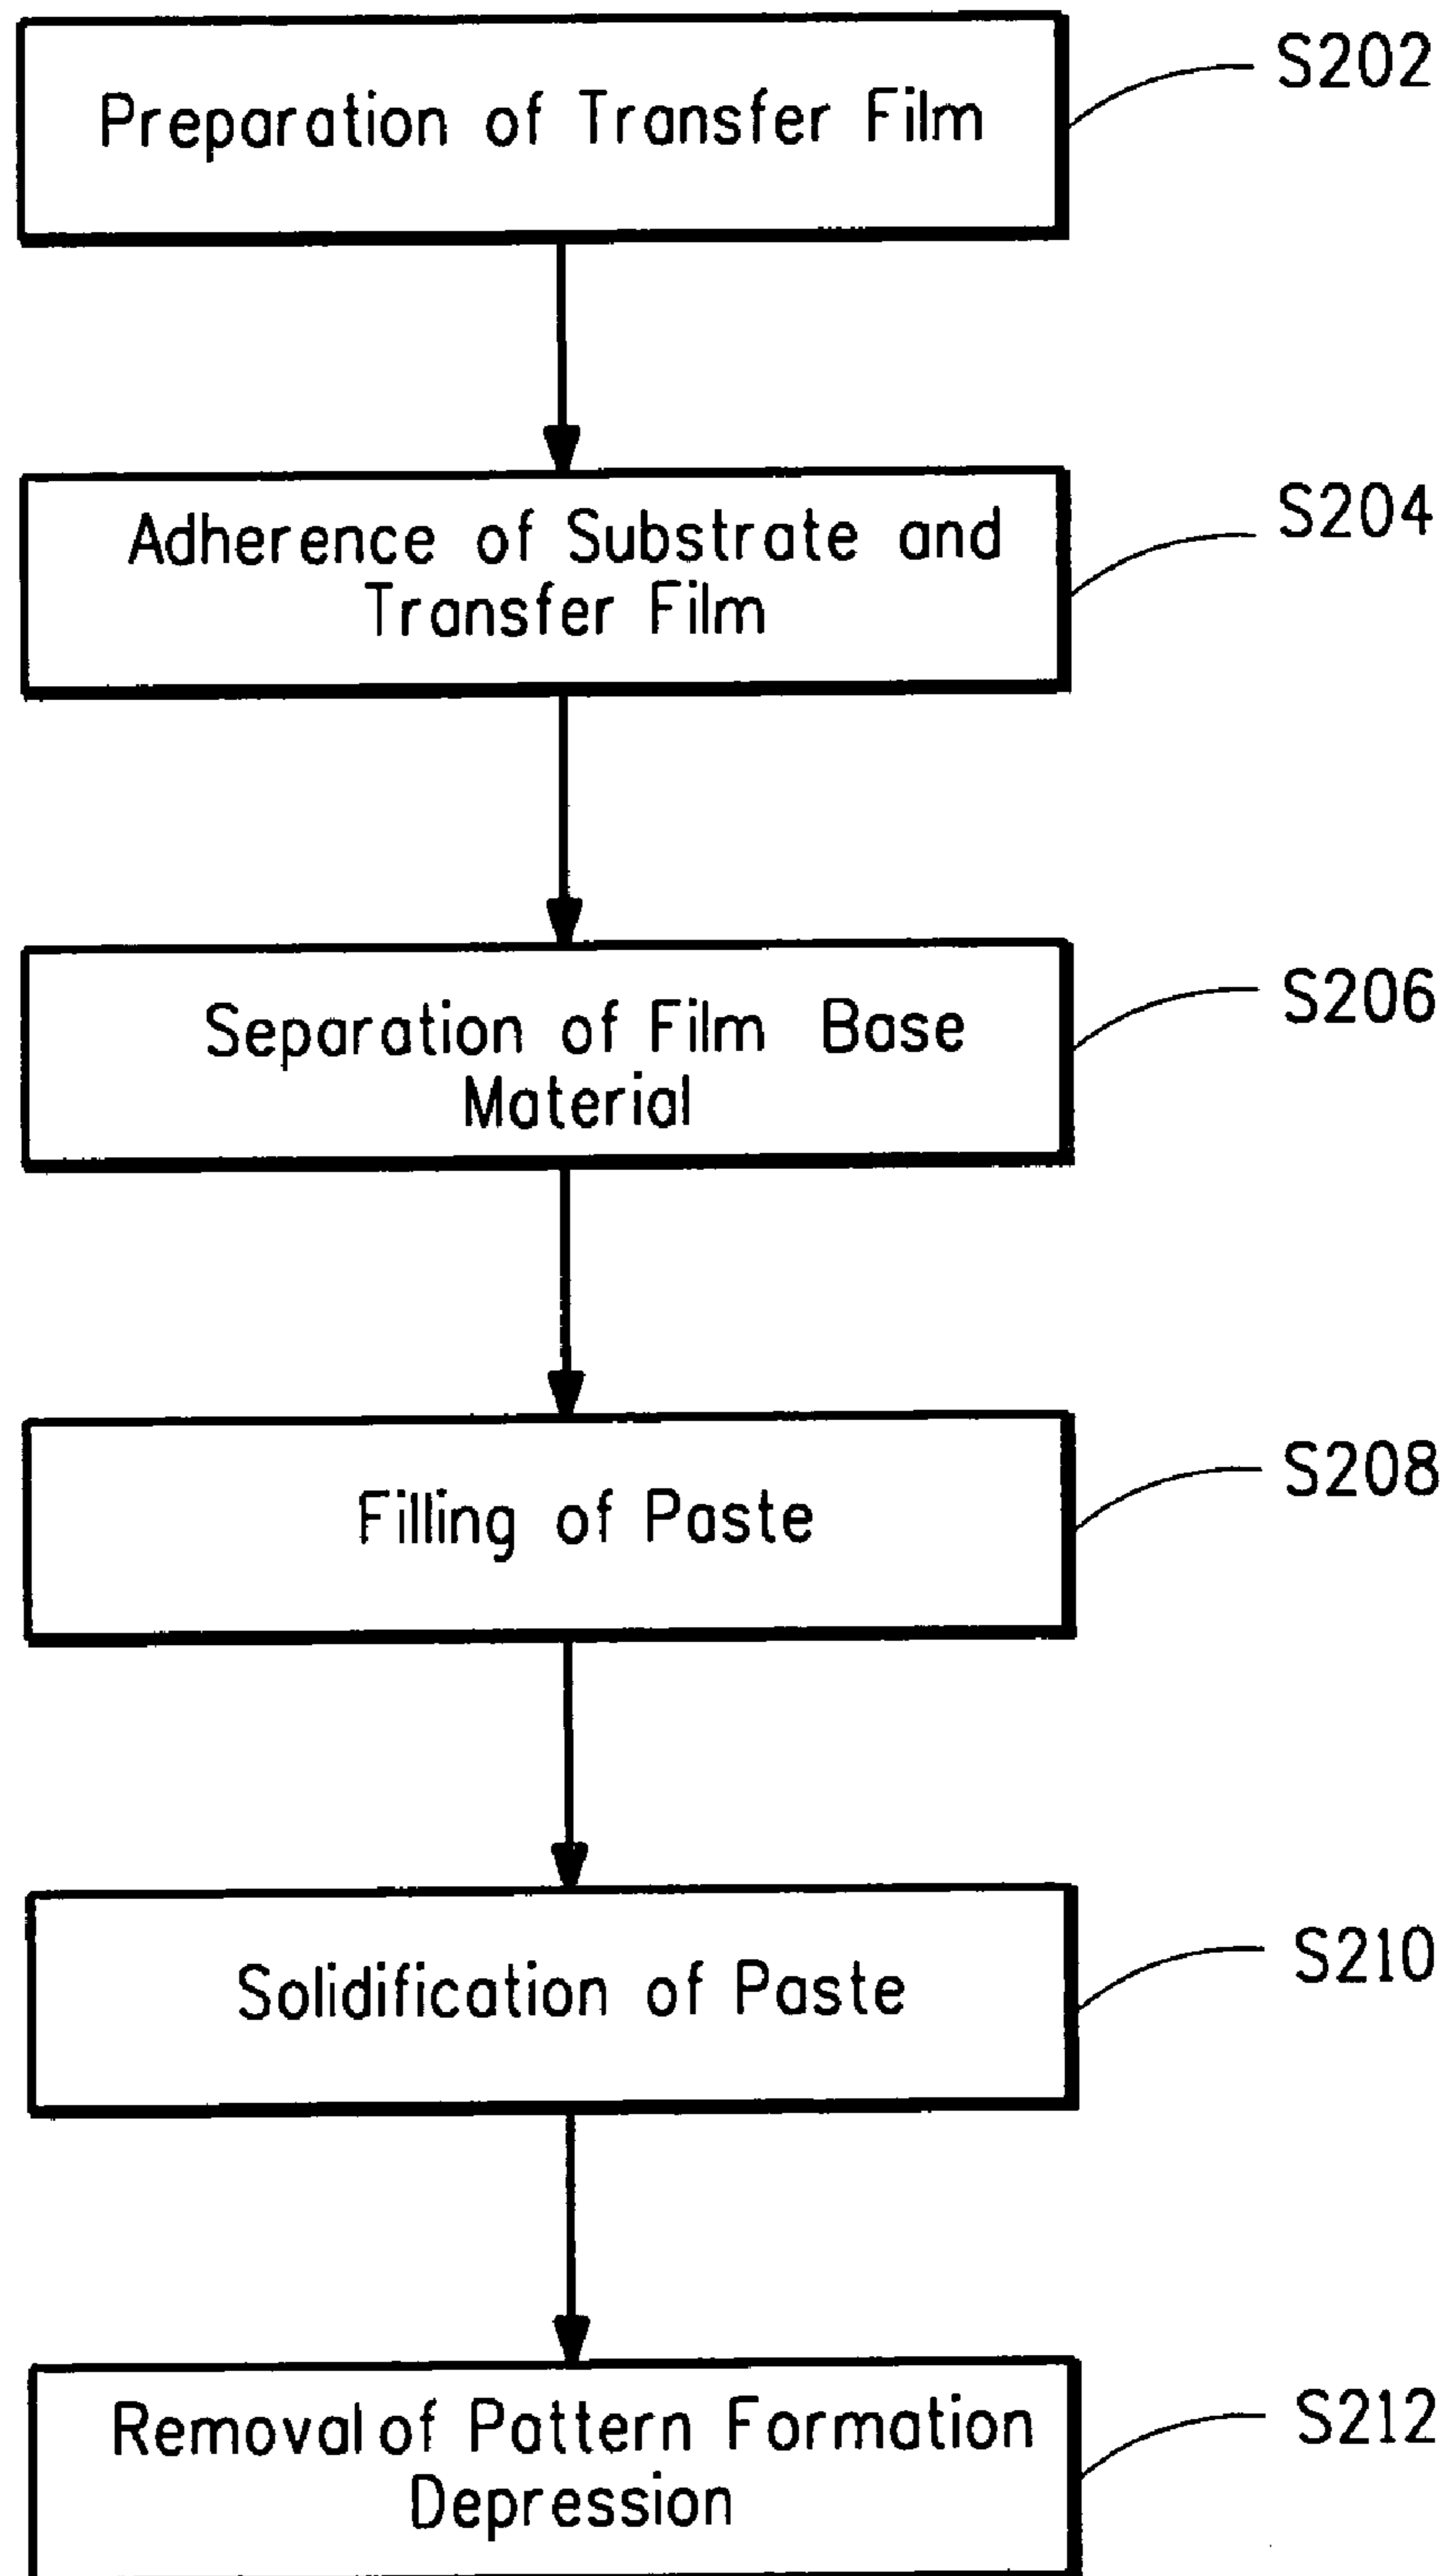 Preparation of Transfer Film
S202
Adherence of Substrate and
Transfer Film
S204
Separation of Film Base
Material
S206
Filling of Paste
S208
Solidification of Paste
S210
Removal of Pattern Formation
Depression
S212